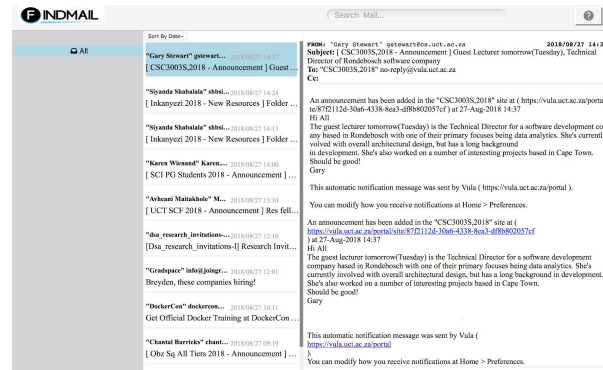 FINDMAIL
Search Mail...
?
Sort By Date
All
"Gary Stewart" gstewart... 2018/08/27 14:37
[ CSC3003S,2018 - Announcement ] Guest ...
"Siyanda Shabalala" shbsi... 2018/08/27 14:24
[ Inkanyezi 2018 - New Resources ] Folder ...
"Siyanda Shabalala" shbsi... 2018/08/27 14:13
[ Inkanyezi 2018 - New Resources ] Folder ...
"Karen Wienand" Karen.... 2018/08/27 14:00
[ SCI PG Students 2018 - Announcement ] ...
"Avheani Maitakhole" M... 2018/08/27 13:10
[ UCT SCF 2018 - Announcement ] Res fell...
"dsa_research_invitations-... 2018/08/27 12:16
[Dsa_research_invitations-l] Research Invit...
"Gradspace" info@joingr... 2018/08/27 12:01
Breyden, these companies hiring!
"DockerCon" dockercon... 2018/08/27 10:11
Get Official Docker Training at DockerCon ...
"Chantal Burricks" chant... 2018/08/27 09:19
[ Obz Sq All Tiers 2018 - Announcement ] ...
FROM: "Gary Stewart" gstewart@cs.uct.ac.za 2018/08/27 14:3
Subject: [ CSC3003S,2018 - Announcement ] Guest Lecturer tomorrow(Tuesday), Technical
Director of Rondebosch software company
To: "CSC3003S,2018" no-reply@vula.uct.ac.za
Cc:
An announcement has been added in the "CSC3003S,2018" site at ( https://vula.uct.ac.za/porta
te/87f2112d-30a6-4338-8ea3-df8b802057cf ) at 27-Aug-2018 14:37
Hi All
The guest lecturer tomorrow(Tuesday) is the Technical Director for a software development co
any based in Rondebosch with one of their primary focuses being data analytics. She's currentl
volved with overall architectural design, but has a long background
in development. She's also worked on a number of interesting projects based in Cape Town.
Should be good!
Gary
This automatic notification message was sent by Vula ( https://vula.uct.ac.za/portal ).
You can modify how you receive notifications at Home > Preferences.
An announcement has been added in the "CSC3003S,2018" site at (
https://vula.uct.ac.za/portal/site/87f2112d-30a6-4338-8ea3-df8b802057cf
) at 27-Aug-2018 14:37
Hi All
The guest lecturer tomorrow(Tuesday) is the Technical Director for a software development
company based in Rondebosch with one of their primary focuses being data analytics. She's
currently involved with overall architectural design, but has a long background in development.
She's also worked on a number of interesting projects based in Cape Town.
Should be good!
Gary
This automatic notification message was sent by Vula (
https://vula.uct.ac.za/portal
).
You can modify how you receive notifications at Home > Preferences.